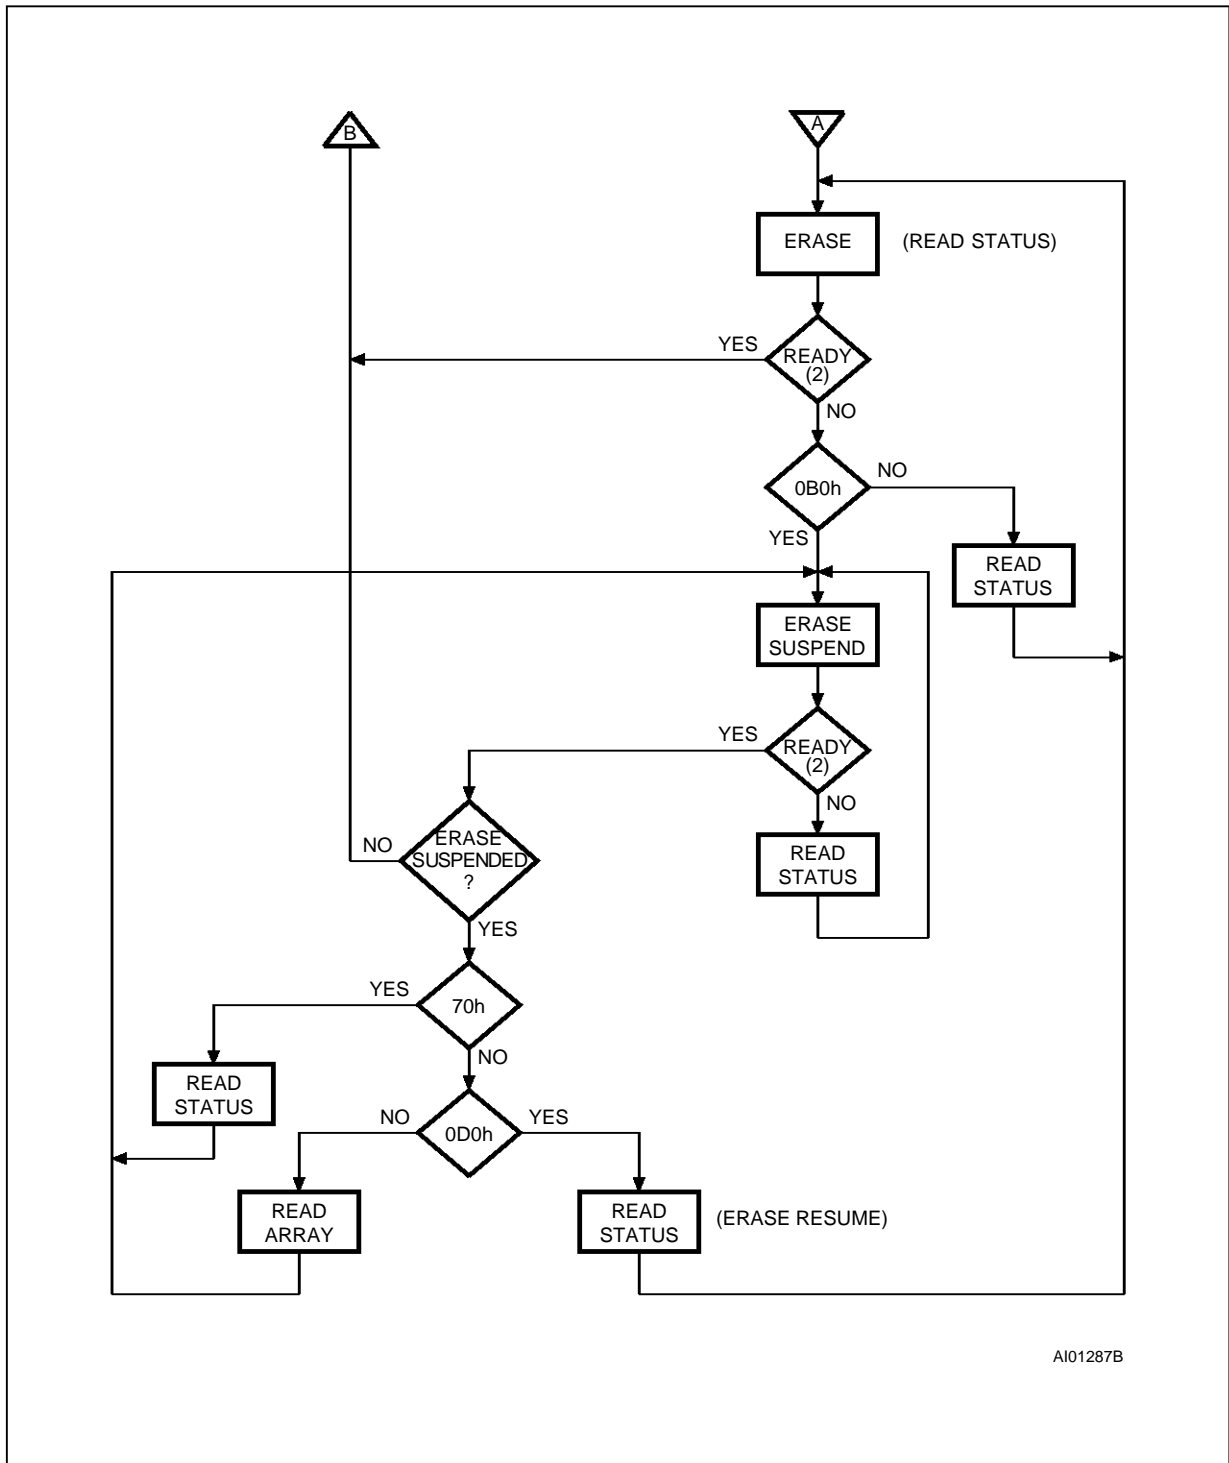 B
A
ERASE
(READ STATUS)
YES
READY
(2)
NO
0B0h
NO
YES
READ
STATUS
ERASE
SUSPEND
YES
READY
(2)
NO
NO
ERASE
SUSPENDED
?
READ
STATUS
YES
YES
70h
NO
READ
STATUS
NO
0D0h
YES
READ
ARRAY
READ
STATUS
(ERASE RESUME)
AI01287B